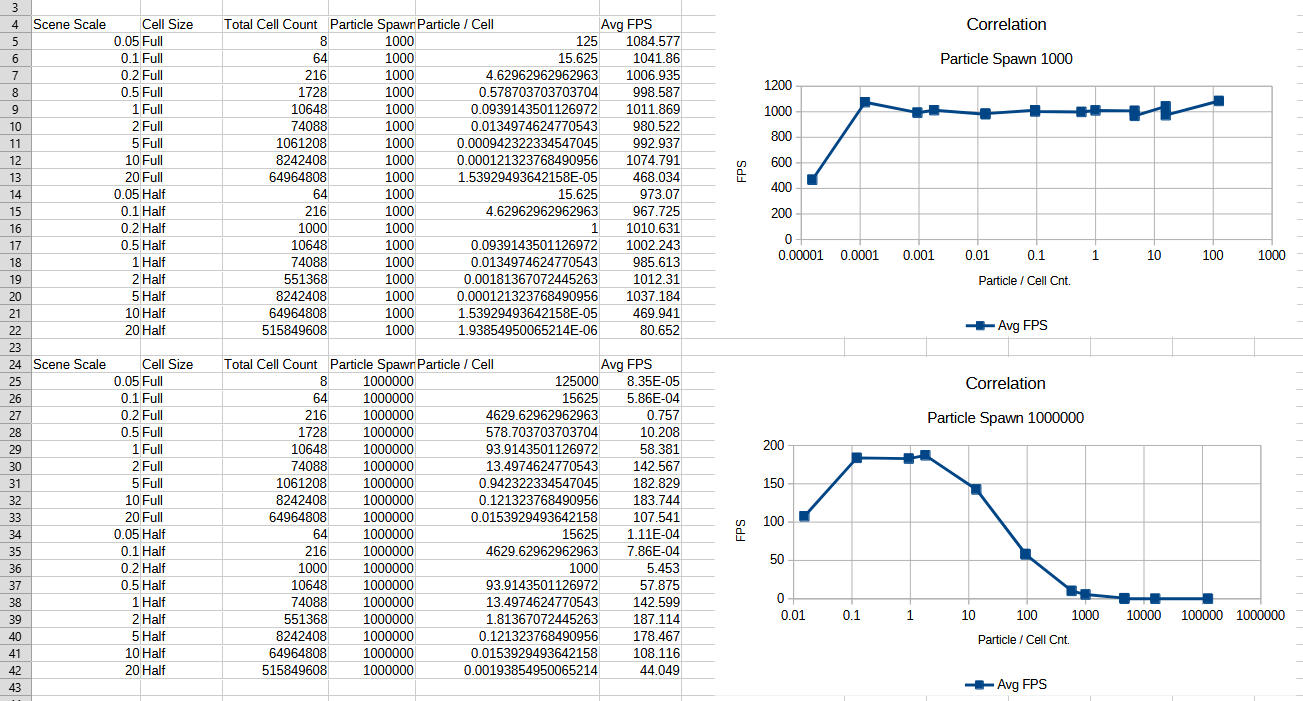 3
4 Scene Scale Cell Size Total Cell Count Particle Spawn Particle / Cell Avg FPS
5 0.05 Full 8 1000 125 1084.577
6 0.1 Full 64 1000 15.625 1041.86
7 0.2 Full 216 1000 4.62962962962963 1006.935
8 0.5 Full 1728 1000 0.578703703703704 998.587
9 1 Full 10648 1000 0.0939143501126972 1011.869
10 2 Full 74088 1000 0.0134974624770543 980.522
11 5 Full 1061208 1000 0.000942322334547045 992.937
12 10 Full 8242408 1000 0.000121323768490956 1074.791
13 20 Full 64964808 1000 1.53929493642158E-05 468.034
14 0.05 Half 64 1000 15.625 973.07
15 0.1 Half 216 1000 4.62962962962963 967.725
16 0.2 Half 1000 1000 1 1010.631
17 0.5 Half 10648 1000 0.0939143501126972 1002.243
18 1 Half 74088 1000 0.0134974624770543 985.613
19 2 Half 551368 1000 0.00181367072445263 1012.31
20 5 Half 8242408 1000 0.000121323768490956 1037.184
21 10 Half 64964808 1000 1.53929493642158E-05 469.941
22 20 Half 515849608 1000 1.93854950065214E-06 80.652
23
24 Scene Scale Cell Size Total Cell Count Particle Spawn Particle / Cell Avg FPS
25 0.05 Full 8 1000000 125000 8.35E-05
26 0.1 Full 64 1000000 15625 5.86E-04
27 0.2 Full 216 1000000 4629.62962962963 0.757
28 0.5 Full 1728 1000000 578.703703703704 10.208
29 1 Full 10648 1000000 93.9143501126972 58.381
30 2 Full 74088 1000000 13.4974624770543 142.567
31 5 Full 1061208 1000000 0.942322334547045 182.829
32 10 Full 8242408 1000000 0.121323768490956 183.744
33 20 Full 64964808 1000000 0.0153929493642158 107.541
34 0.05 Half 64 1000000 15625 1.11E-04
35 0.1 Half 216 1000000 4629.62962962963 7.86E-04
36 0.2 Half 1000 1000000 1000 5.453
37 0.5 Half 10648 1000000 93.9143501126972 57.875
38 1 Half 74088 1000000 13.4974624770543 142.599
39 2 Half 551368 1000000 1.81367072445263 187.114
40 5 Half 8242408 1000000 0.121323768490956 178.467
41 10 Half 64964808 1000000 0.0153929493642158 108.116
42 20 Half 515849608 1000000 0.00193854950065214 44.049
43
Correlation
Particle Spawn 1000
1200
1000
800
600
400
200
0
FPS
0.00001 0.0001 0.001 0.01 0.1 1 10 100 1000
Particle / Cell Cnt.
Avg FPS
Correlation
Particle Spawn 1000000
200
150
100
50
0
FPS
0.01 0.1 1 10 100 1000 10000 100000 1000000
Particle / Cell Cnt.
Avg FPS